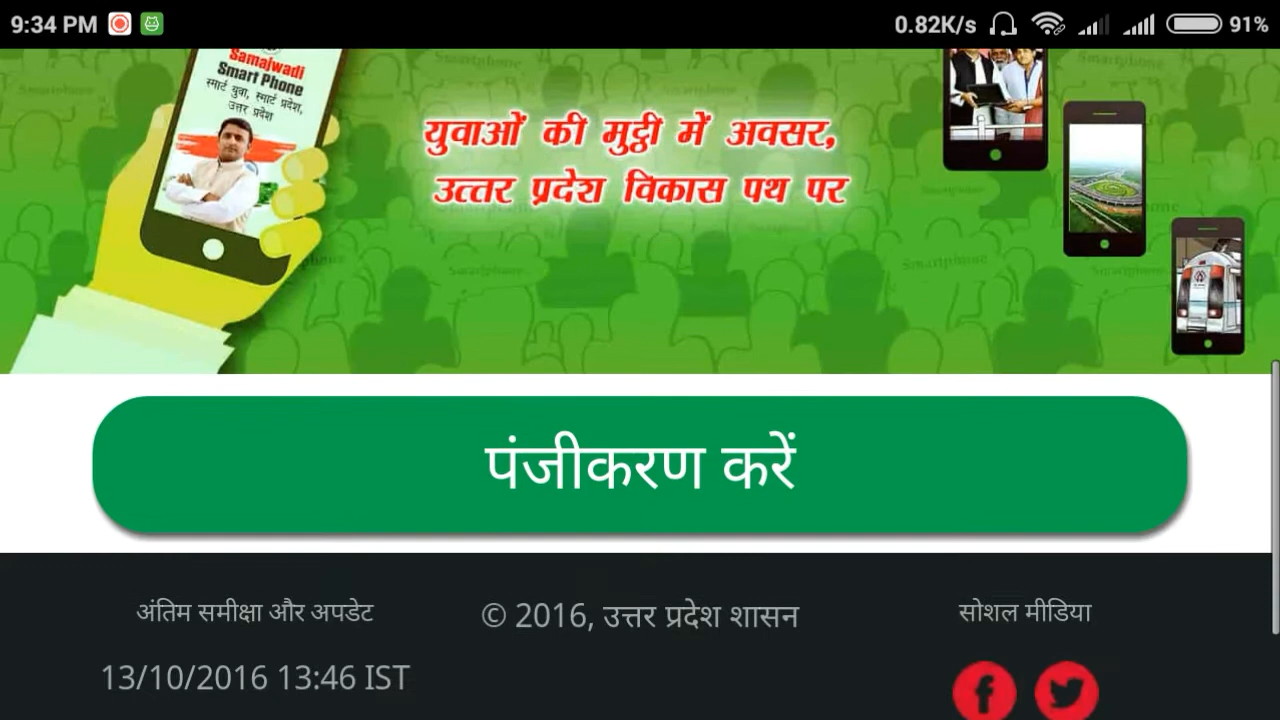 9:34 PM
0.82K/s
91%
Samajwadi
Smart Phone
स्मार्ट युवा, स्मार्ट प्रदेश,
उत्तर प्रदेश
युवाओं की मुट्ठी में अवसर,
उत्तर प्रदेश विकास पथ पर
Smartphone
पंजीकरण करें
अंतिम समीक्षा और अपडेट
13/10/2016 13:46 IST
© 2016, उत्तर प्रदेश शासन
सोशल मीडिया